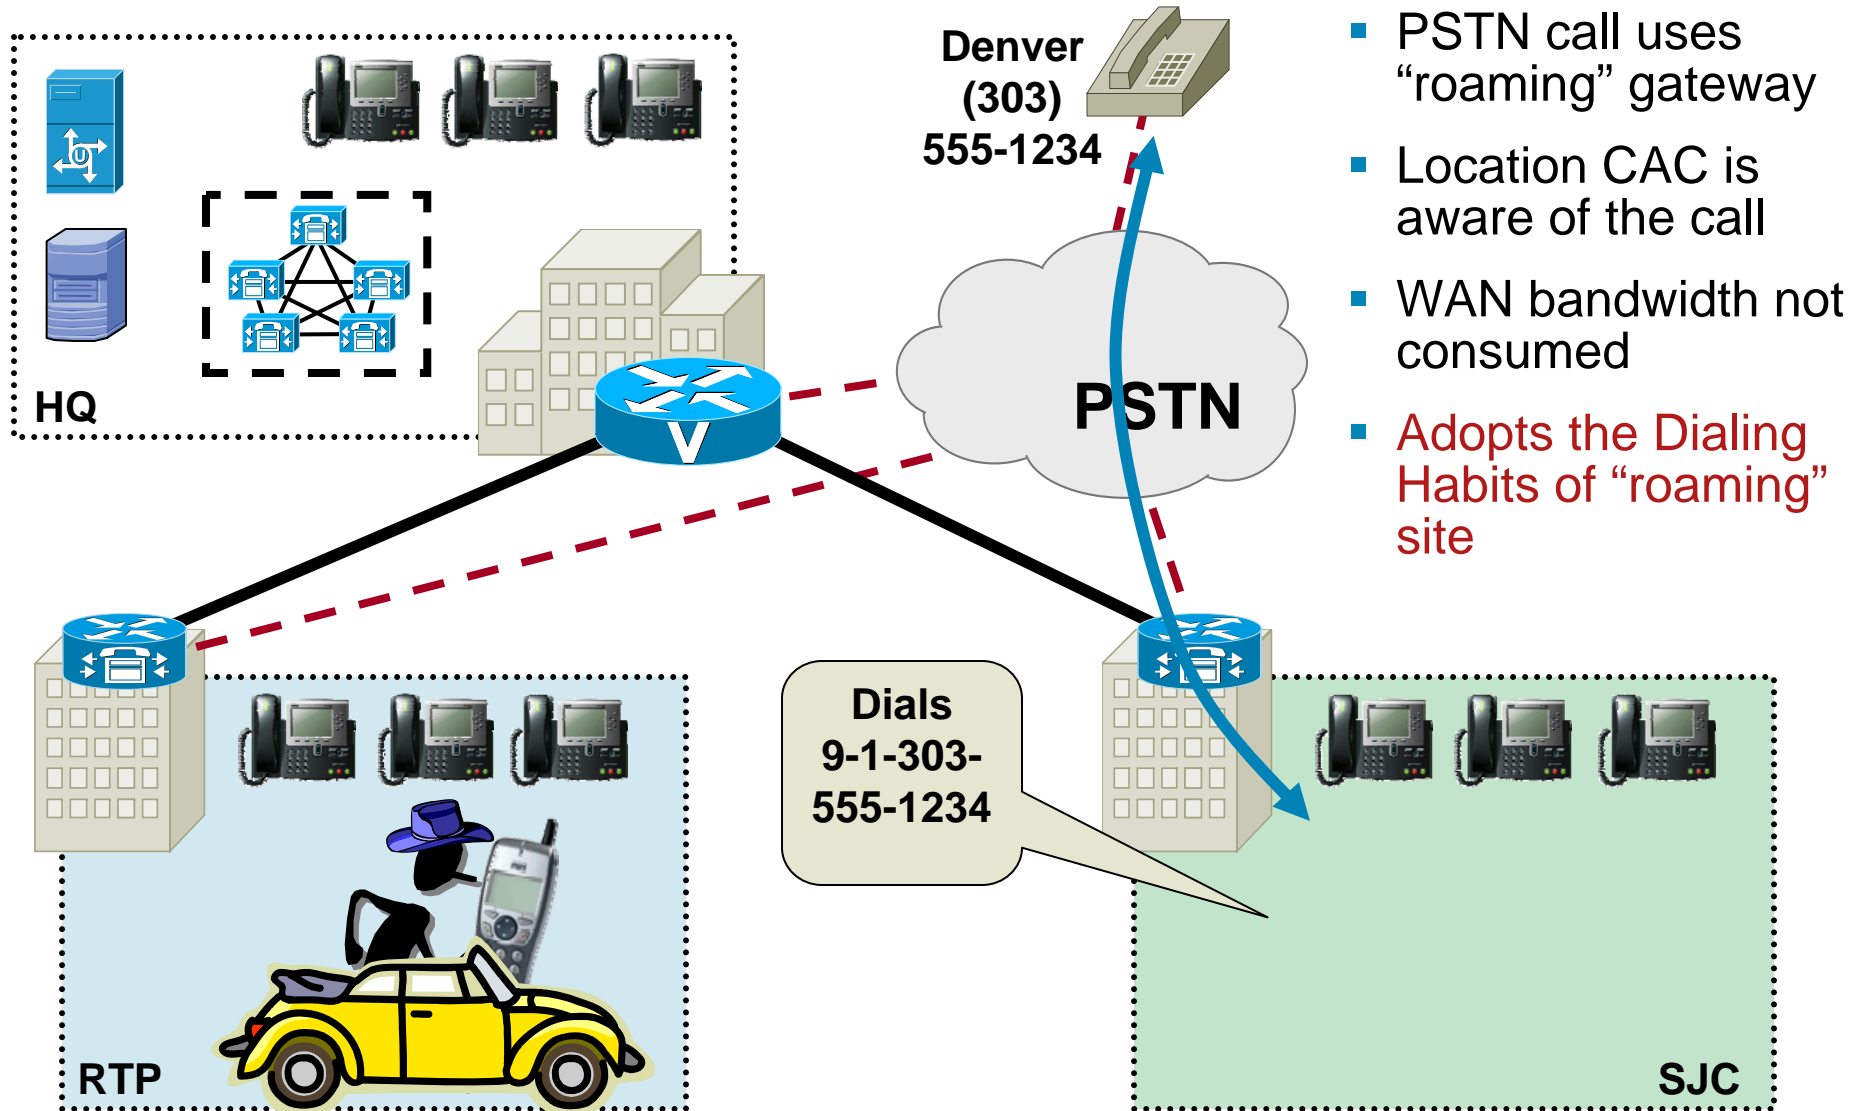 Denver
(303)
555-1234
PSTN call uses
“roaming” gateway
Location CAC is
aware of the call
WAN bandwidth not
consumed
Adopts the Dialing
Habits of “roaming”
site
U
HQ
V
PSTN
Dials
9-1-303-
555-1234
RTP
SJC